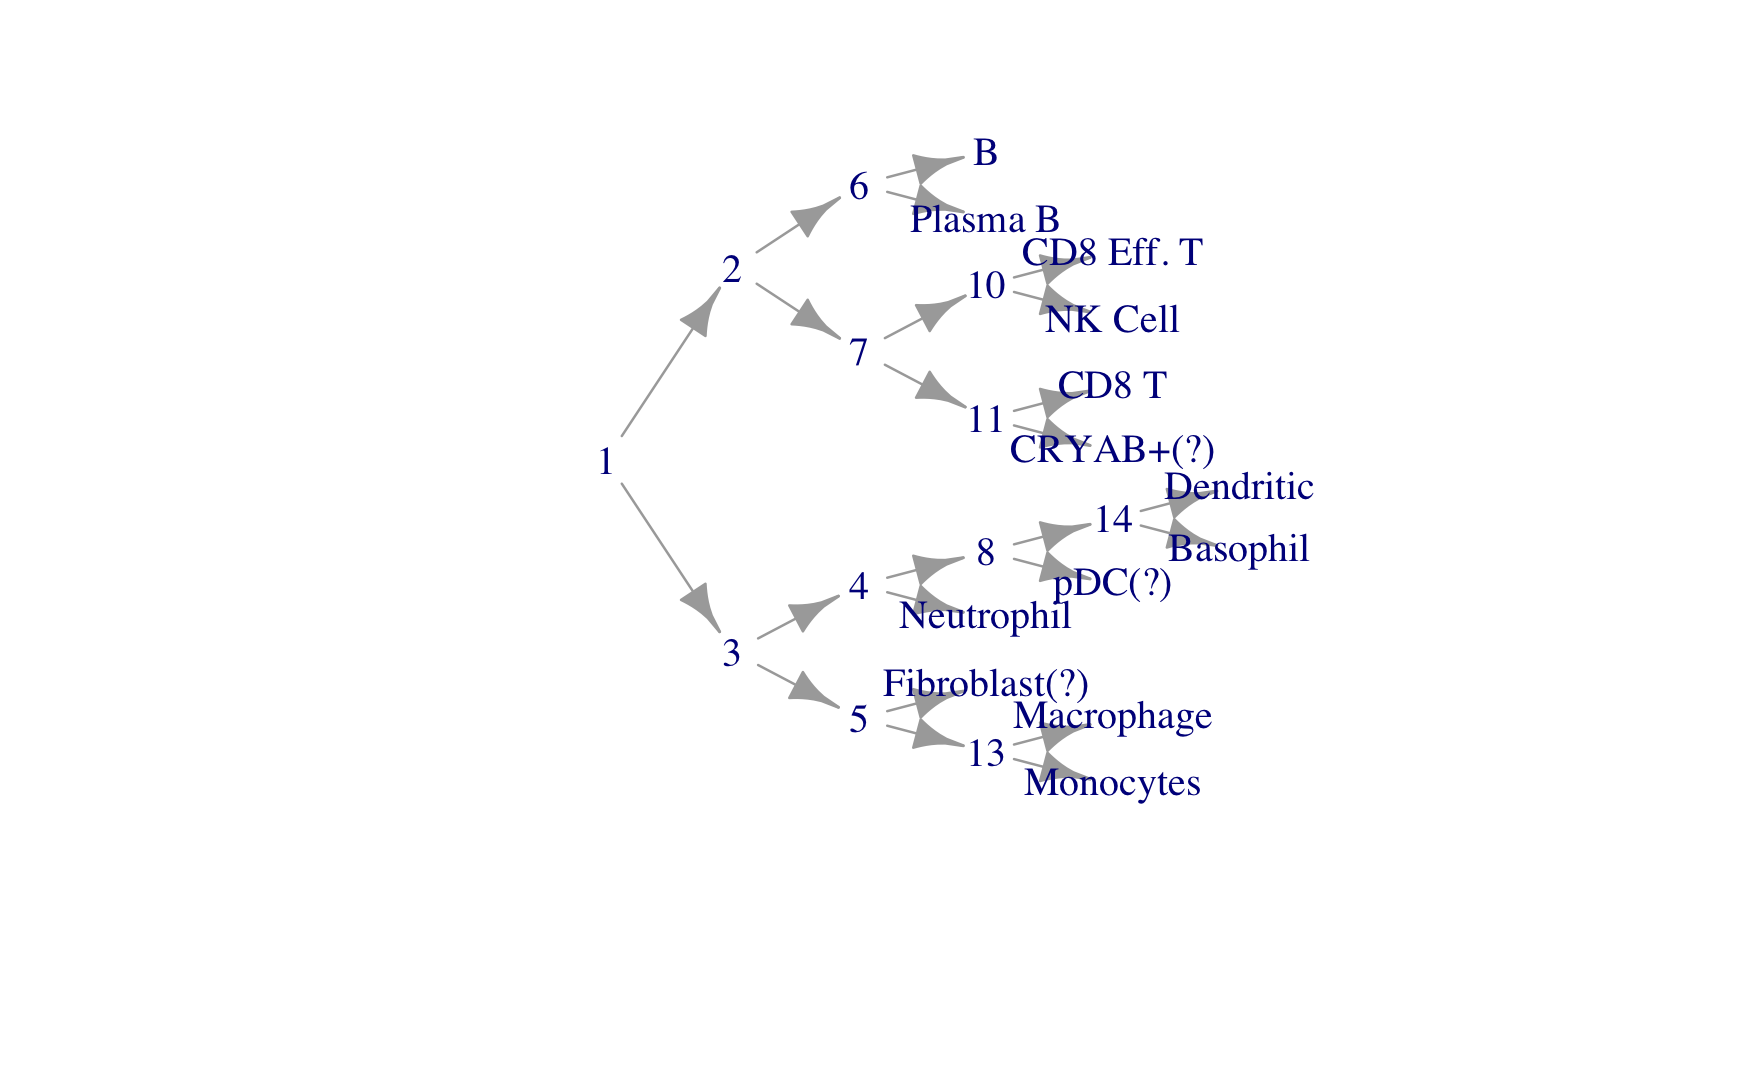 B
6
Plasma B
CD8 Eff. T
2
10
NK Cell
7
CD8 T
11
CRYAB+(?)
1
Dendritic
14
8
Basophil
4
pDC(?)
Neutrophil
3
Fibroblast(?)
5
Macrophage
13
Monocytes